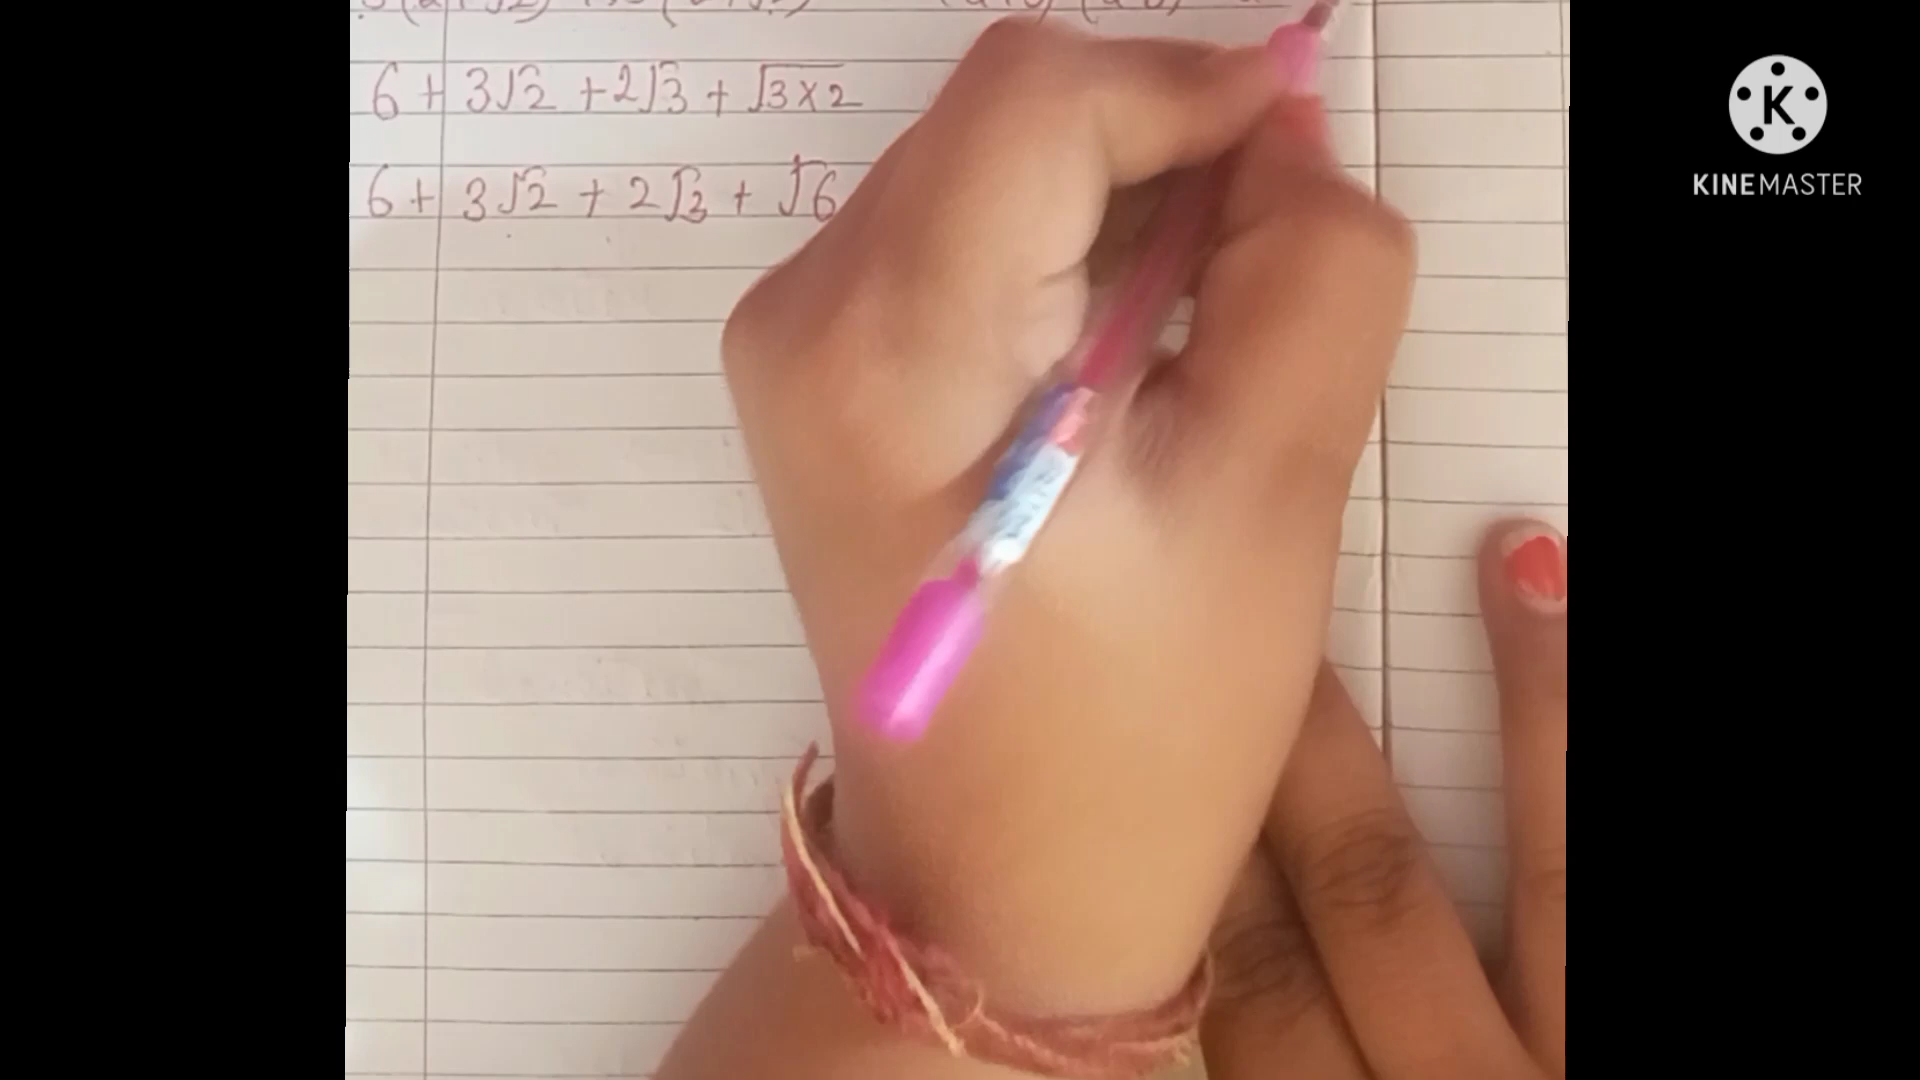 6 + 3√2 + 2√3 + √3×2
6 + 3√2 + 2√3 + √6
K
KINEMASTER